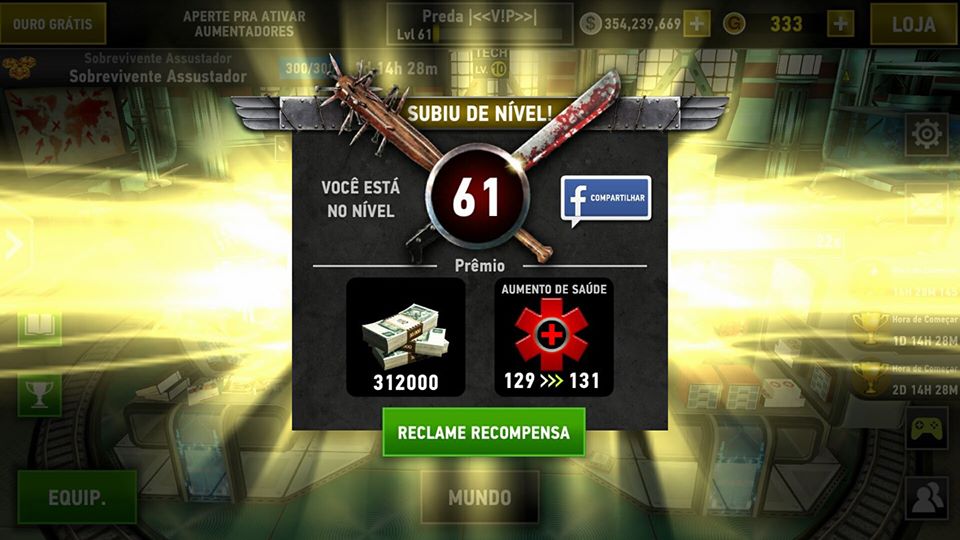 OURO GRÁTIS
APERTE PRA ATIVAR
AUMENTADORES
Preda |<<V!P>>|
Lvl 61
$ 354,239,669 +
G 333 +
LOJA
Sobrevivente Assustador
Sobrevivente Assustador
300/300
14H 28M
TECH
LV. 10
SUBIU DE NÍVEL!
VOCÊ ESTÁ
NO NÍVEL
61
f COMPARTILHAR
Prêmio
312000
AUMENTO DE SAÚDE
129 >>> 131
RECLAME RECOMPENSA
Hora de Começar
1D 14H 28M
Hora de Começar
2D 14H 28M
EQUIP.
MUNDO